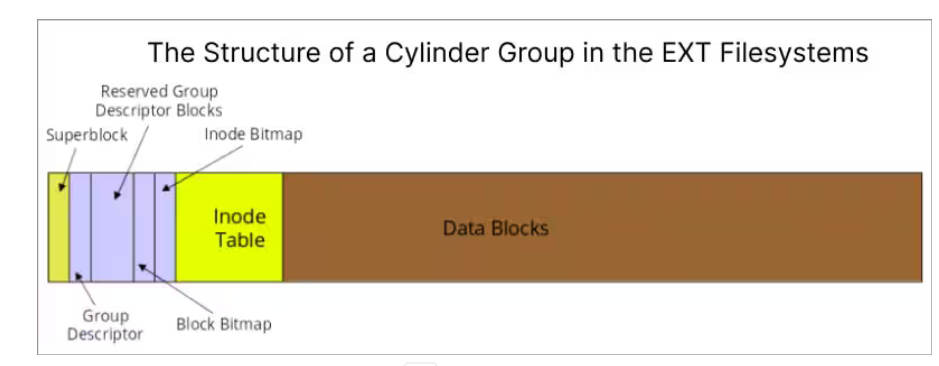 The Structure of a Cylinder Group in the EXT Filesystems
Reserved Group
Descriptor Blocks
Superblock
Inode Bitmap
Inode
Table
Data Blocks
Group
Descriptor
Block Bitmap